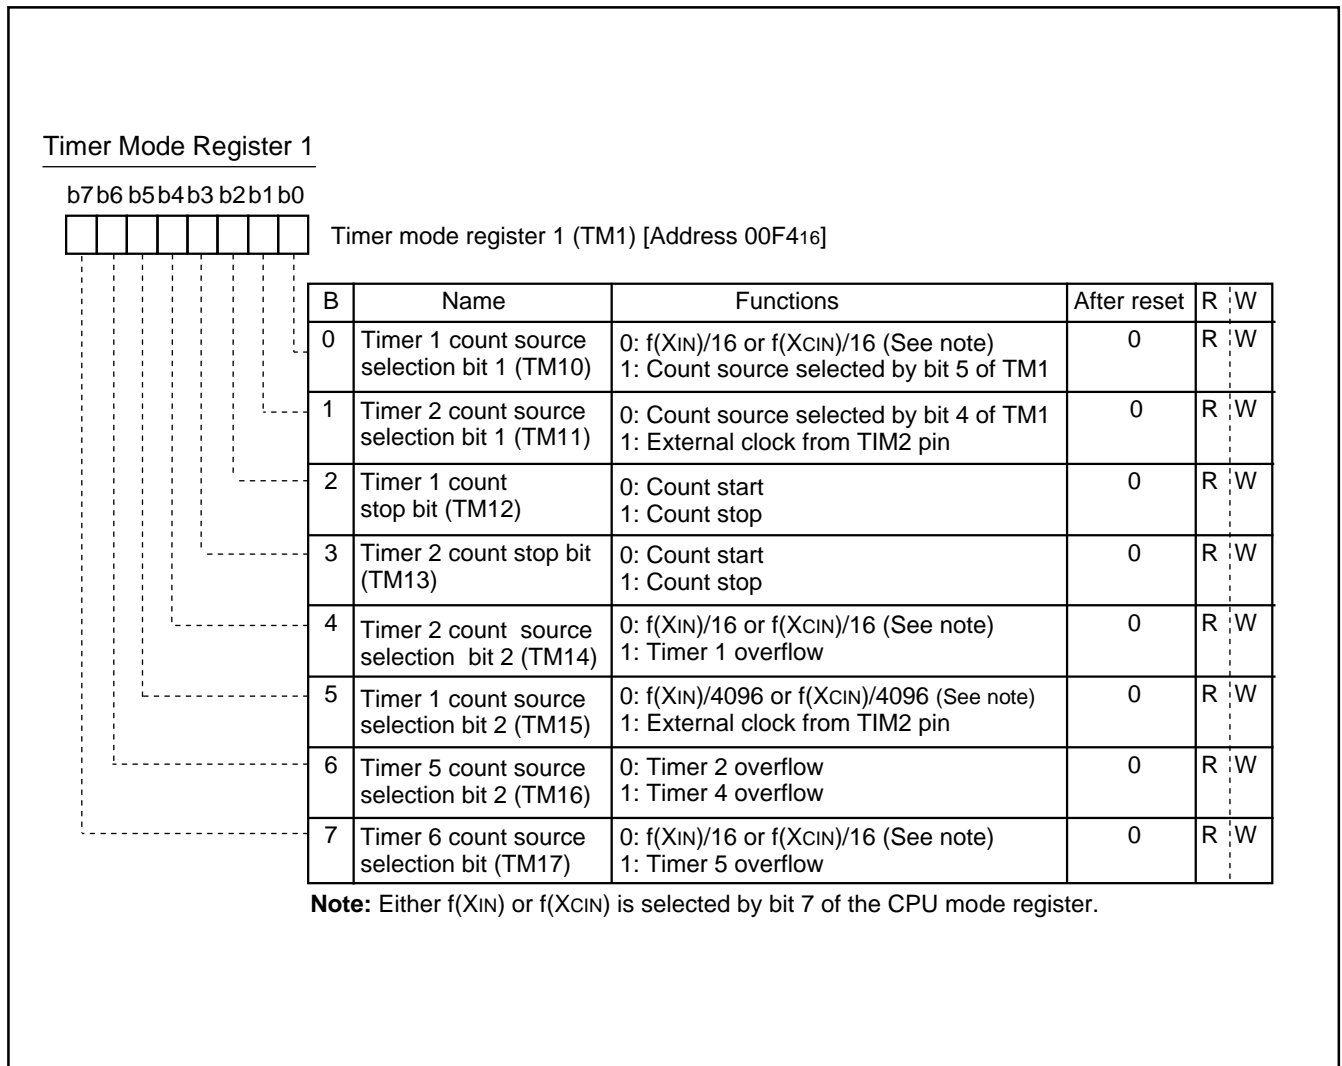 Timer Mode Register 1
b7 b6 b5 b4 b3 b2 b1 b0
Timer mode register 1 (TM1) [Address 00F416]
B Name Functions After reset R W
0 Timer 1 count source selection bit 1 (TM10) 0: f(XIN)/16 or f(XCIN)/16 (See note) 1: Count source selected by bit 5 of TM1 0 R W
1 Timer 2 count source selection bit 1 (TM11) 0: Count source selected by bit 4 of TM1 1: External clock from TIM2 pin 0 R W
2 Timer 1 count stop bit (TM12) 0: Count start 1: Count stop 0 R W
3 Timer 2 count stop bit (TM13) 0: Count start 1: Count stop 0 R W
4 Timer 2 count source selection bit 2 (TM14) 0: f(XIN)/16 or f(XCIN)/16 (See note) 1: Timer 1 overflow 0 R W
5 Timer 1 count source selection bit 2 (TM15) 0: f(XIN)/4096 or f(XCIN)/4096 (See note) 1: External clock from TIM2 pin 0 R W
6 Timer 5 count source selection bit 2 (TM16) 0: Timer 2 overflow 1: Timer 4 overflow 0 R W
7 Timer 6 count source selection bit (TM17) 0: f(XIN)/16 or f(XCIN)/16 (See note) 1: Timer 5 overflow 0 R W
Note: Either f(XIN) or f(XCIN) is selected by bit 7 of the CPU mode register.